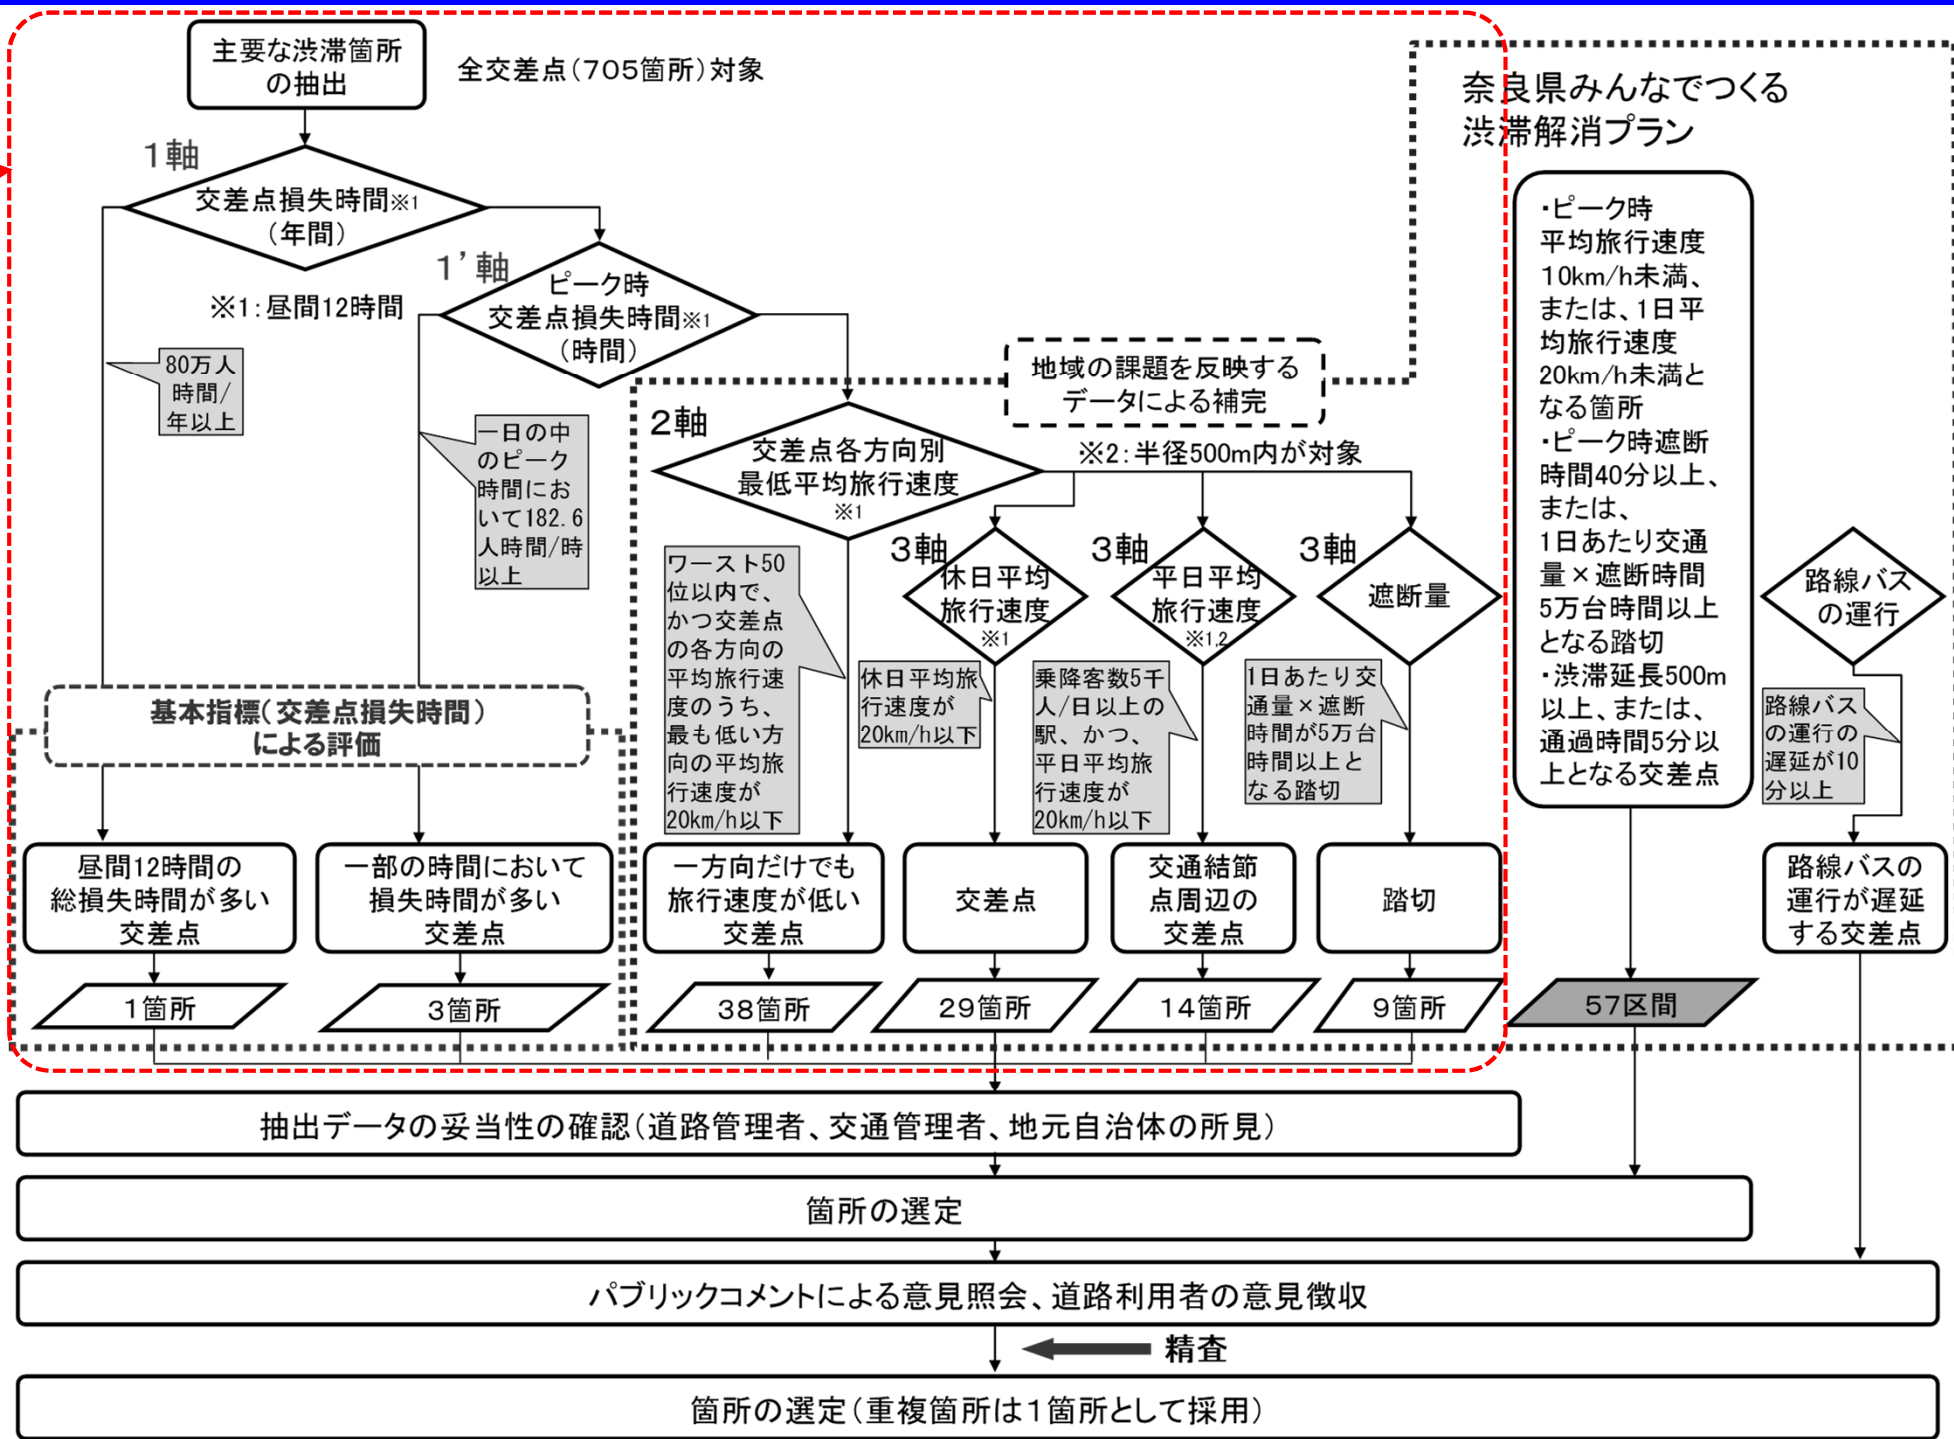 主要な渋滞箇所
の抽出
全交差点(705箇所)対象
奈良県みんなでつくる
渋滞解消プラン
1軸
交差点損失時間※1
(年間)
※1:昼間12時間
1’軸
ピーク時
交差点損失時間※1
(時間)
80万人
時間/
年以上
一日の中
のピーク
時間にお
いて182.6
人時間/時
以上
地域の課題を反映する
データによる補完
2軸
交差点各方向別
最低平均旅行速度
※1
※2:半径500m内が対象
3軸
休日平均
旅行速度
※1
3軸
平日平均
旅行速度
※1,2
3軸
遮断量
・ピーク時
平均旅行速度
10km/h未満、
または、1日平
均旅行速度
20km/h未満と
なる箇所
・ピーク時遮断
時間40分以上、
または、
1日あたり交通
量×遮断時間
5万台時間以上
となる踏切
・渋滞延長500m
以上、または、
通過時間5分以
上となる交差点
路線バス
の運行
ワースト50
位以内で、
かつ交差点
の各方向の
平均旅行速
度のうち、
最も低い方
向の平均旅
行速度が
20km/h以下
休日平均旅
行速度が
20km/h以下
乗降客数5千
人/日以上の
駅、かつ、
平日平均旅
行速度が
20km/h以下
1日あたり交
通量×遮断
時間が5万台
時間以上と
なる踏切
路線バス
の運行の
遅延が10
分以上
基本指標(交差点損失時間)
による評価
昼間12時間の
総損失時間が多い
交差点
一部の時間において
損失時間が多い
交差点
一方向だけでも
旅行速度が低い
交差点
交差点
交通結節
点周辺の
交差点
踏切
路線バスの
運行が遅延
する交差点
1箇所
3箇所
38箇所
29箇所
14箇所
9箇所
57区間
抽出データの妥当性の確認(道路管理者、交通管理者、地元自治体の所見)
箇所の選定
パブリックコメントによる意見照会、道路利用者の意見徴収
精査
箇所の選定(重複箇所は1箇所として採用)